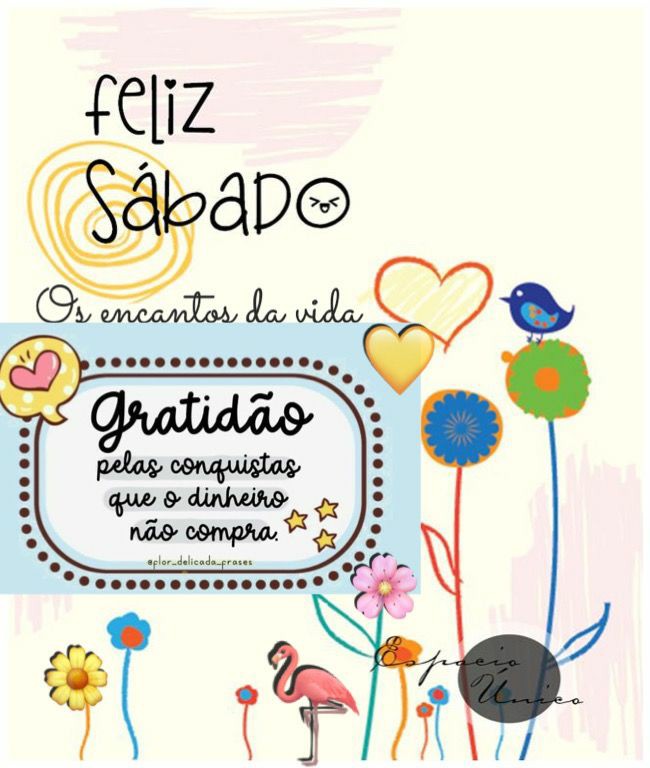 Feliz
Sábado
Os encantos da vida
Gratidão
pelas conquistas
que o dinheiro
não compra.
@flor_delicada_frases
Espacio
Único